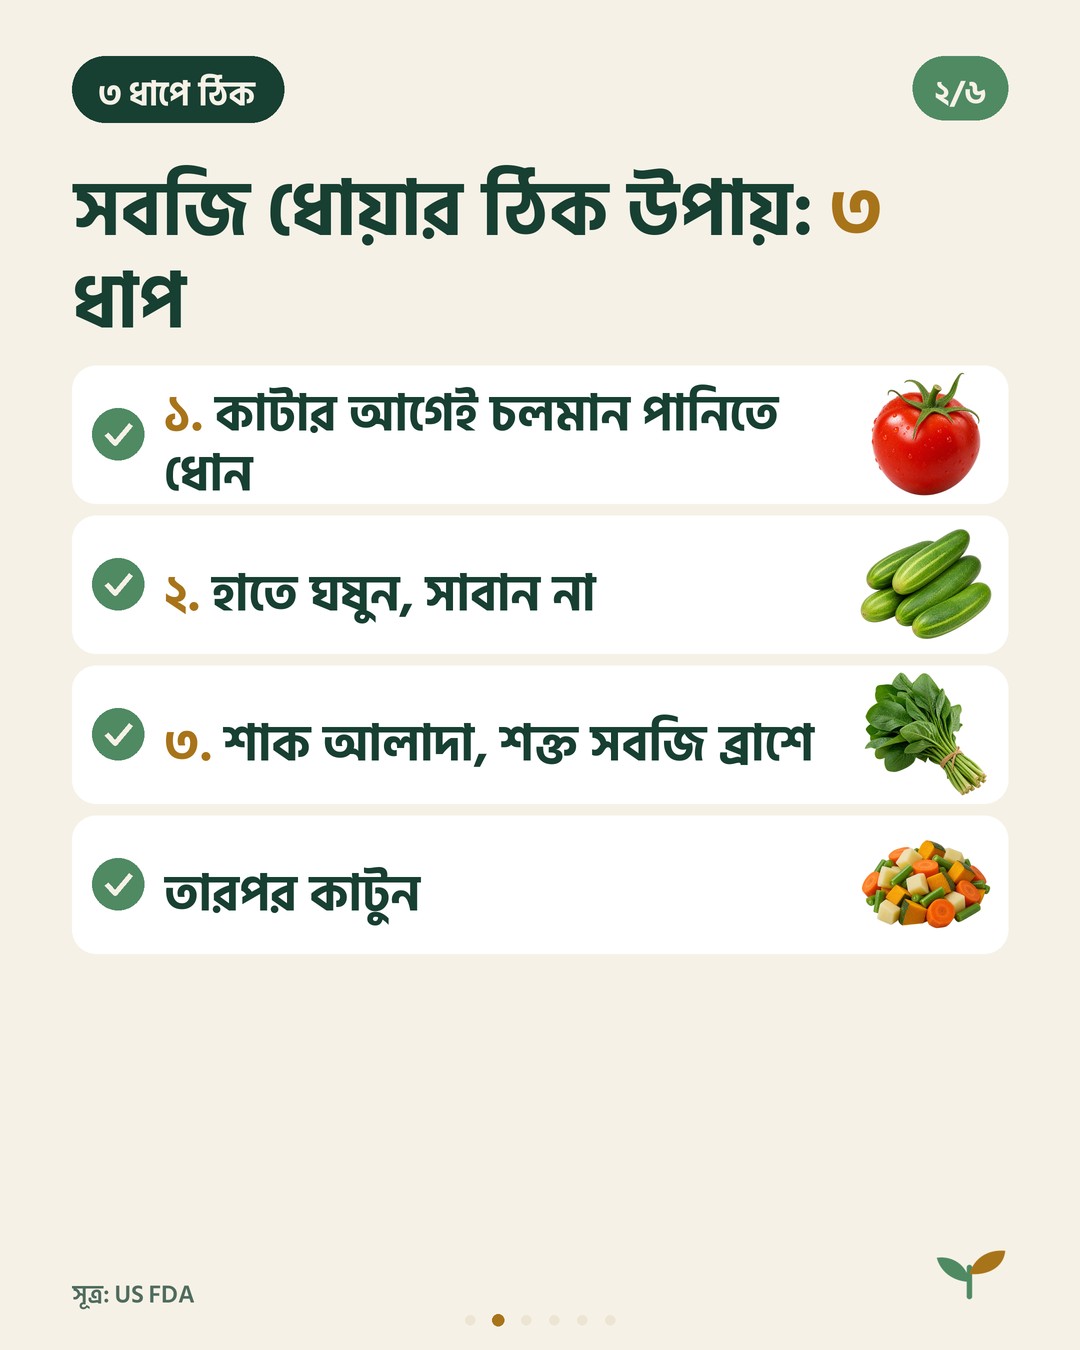 ৩ ধাপে ঠিক
২/৬
সবজি ধোয়ার ঠিক উপায়: ৩
ধাপ
১. কাটার আগেই চলমান পানিতে
ধোন
২. হাতে ঘষুন, সাবান না
৩. শাক আলাদা, শক্ত সবজি ব্রাশে
তারপর কাটুন
সূত্র: US FDA